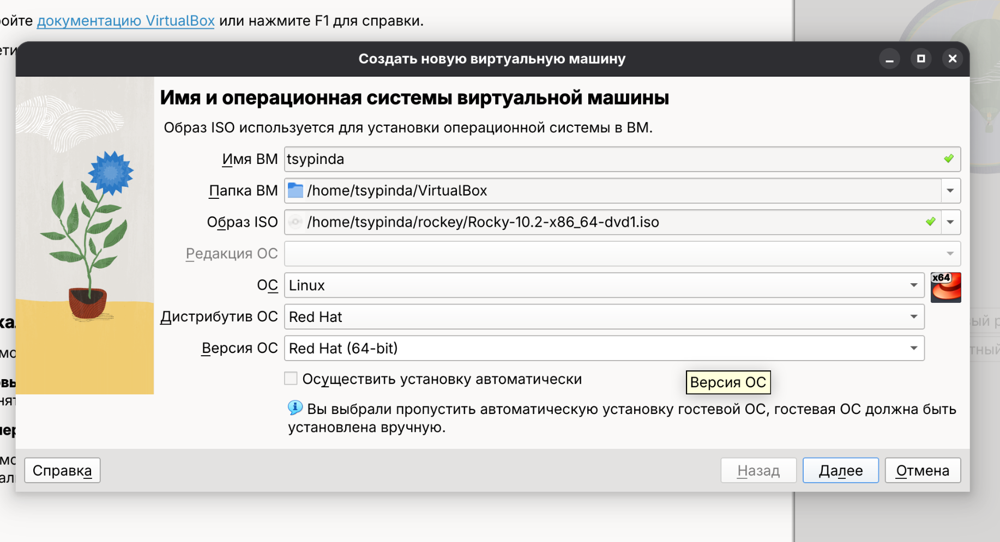 документацию VirtualBox или нажмите F1 для справки.
Создать новую виртуальную машину
Имя и операционная системы виртуальной машины
Образ ISO используется для установки операционной системы в ВМ.
Имя ВМ tsypinda
Папка ВМ /home/tsypinda/VirtualBox
Образ ISO /home/tsypinda/rockey/Rocky-10.2-x86_64-dvd1.iso
Редакция ОС
ОС Linux x64
Дистрибутив ОС Red Hat
Версия ОС Red Hat (64-bit)
Осуществить установку автоматически
Версия ОС
Вы выбрали пропустить автоматическую установку гостевой ОС, гостевая ОС должна быть
установлена вручную.
Справка Назад Далее Отмена